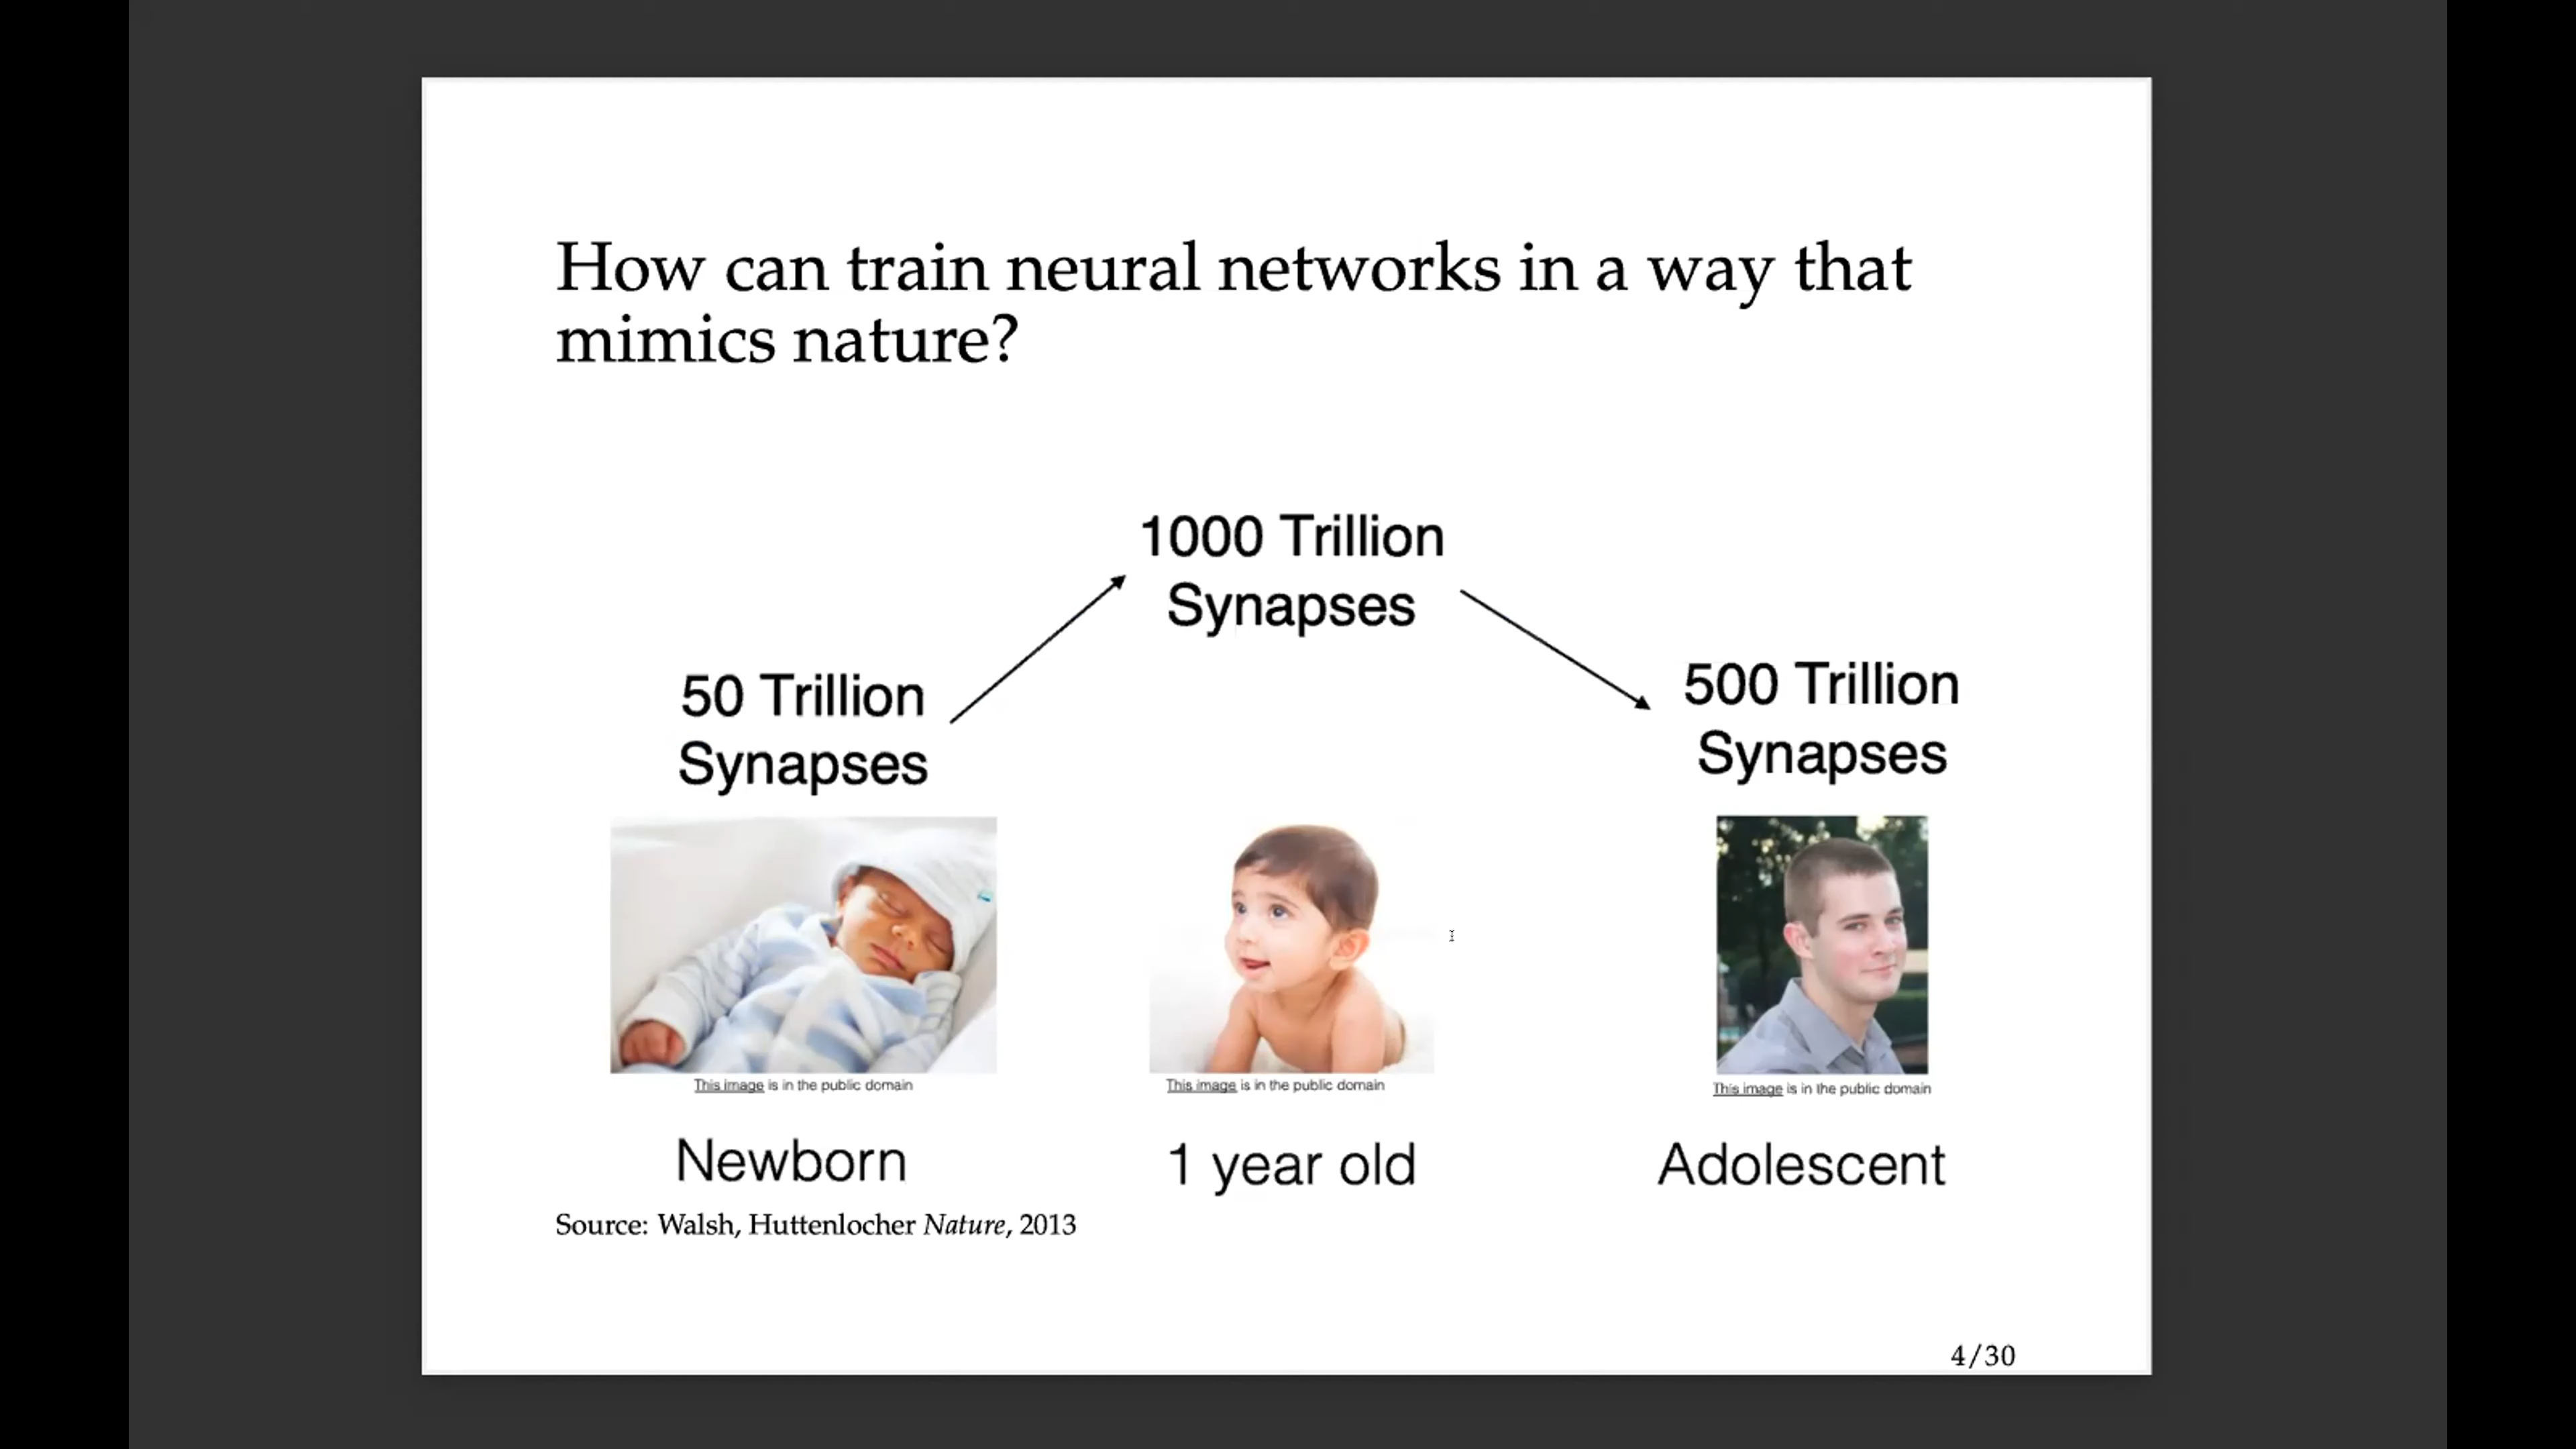 How can train neural networks in a way that
mimics nature?
1000 Trillion
Synapses
50 Trillion
Synapses
500 Trillion
Synapses
This image is in the public domain
This image is in the public domain
This image is in the public domain
Newborn
1 year old
Adolescent
Source: Walsh, Huttenlocher Nature, 2013
4/30